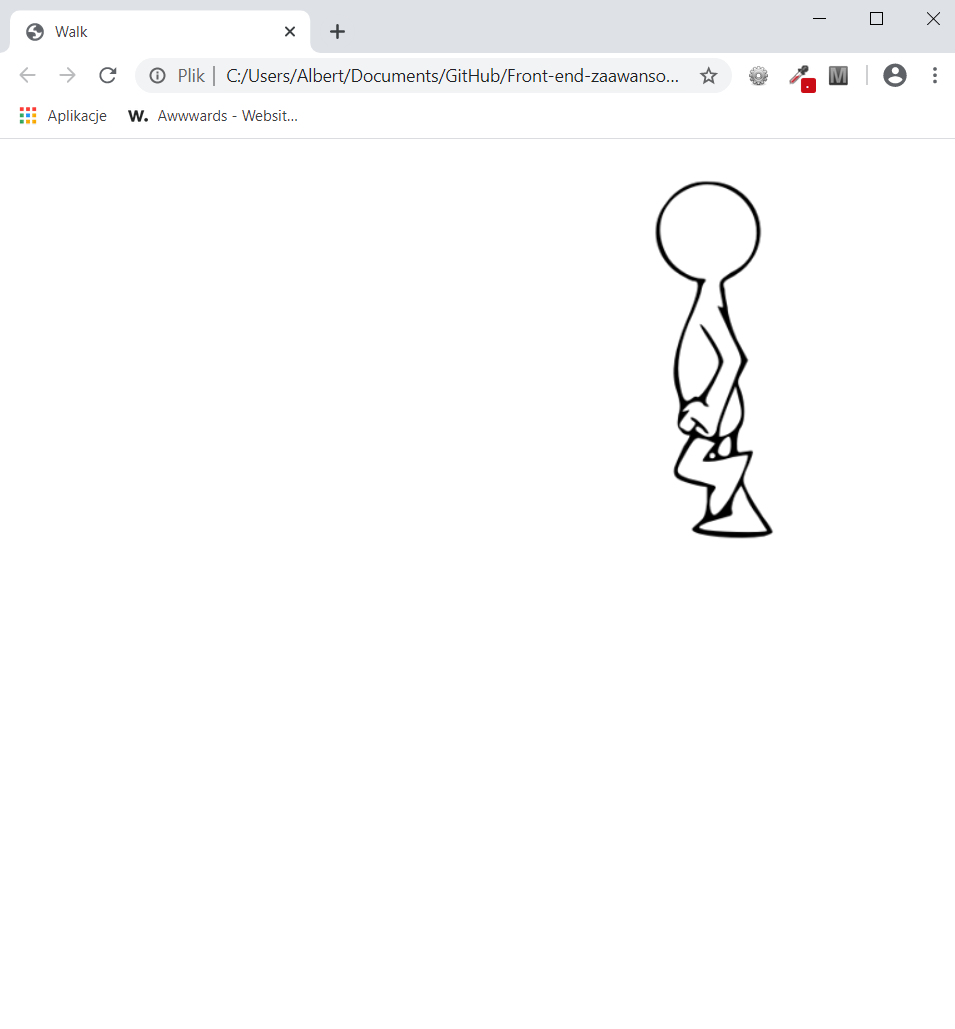 Walk
Plik | C:/Users/Albert/Documents/GitHub/Front-end-zaawanso...
M
Aplikacje W. Awwwards - Websit...